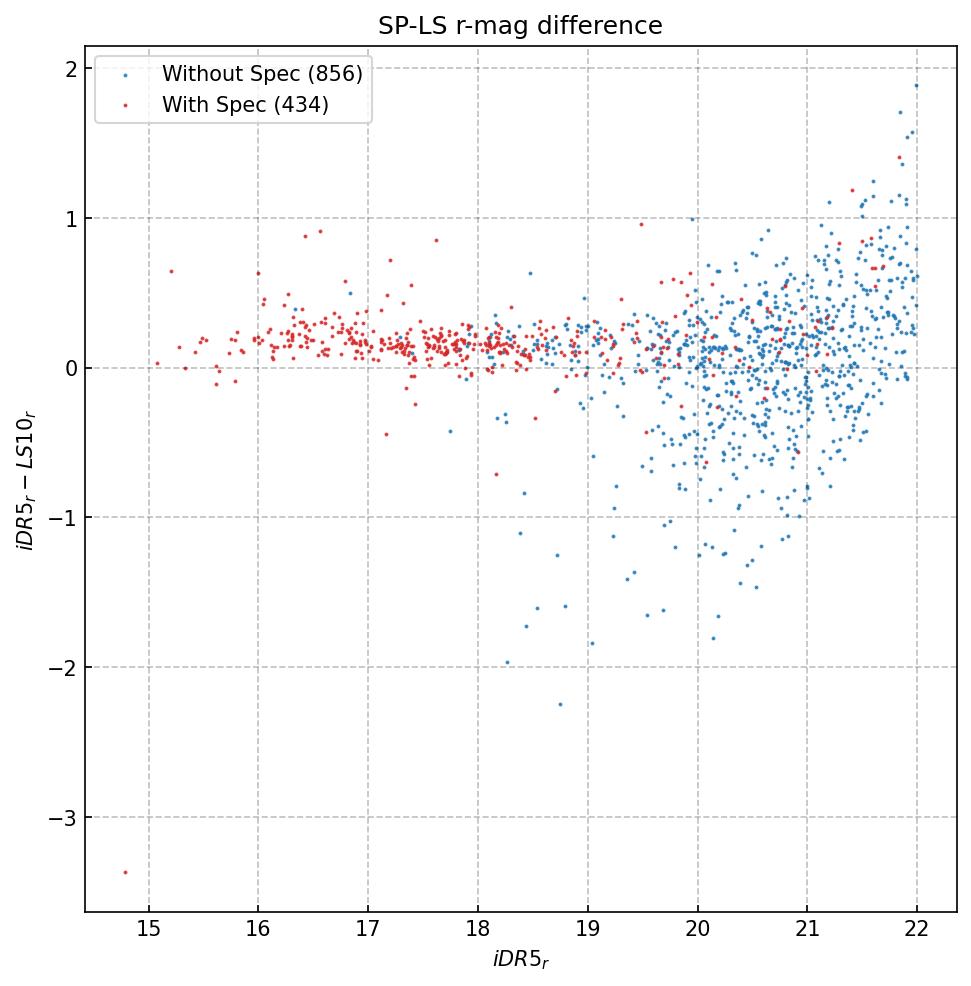 SP-LS r-mag difference
Without Spec (856)
With Spec (434)
2
1
0
−1
−2
−3
iDR5r − LS10r
15 16 17 18 19 20 21 22
iDR5r